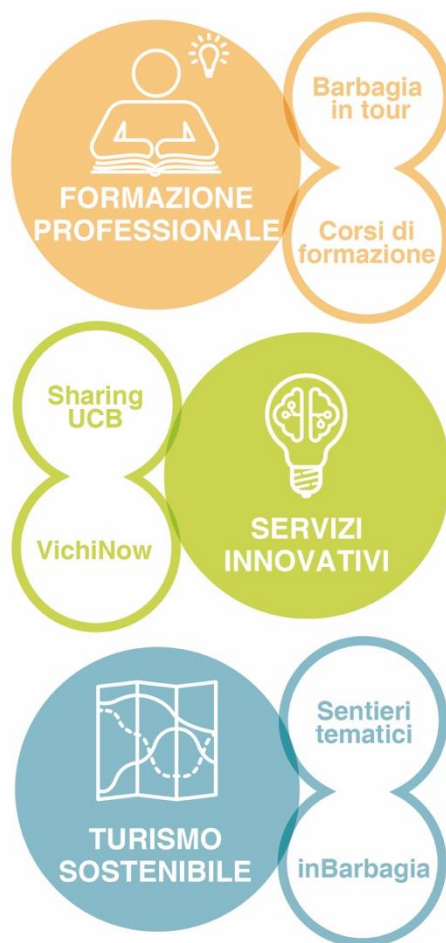 FORMAZIONE
PROFESSIONALE
Barbagia
in tour
Corsi di
formazione
Sharing
UCB
VichiNow
SERVIZI
INNOVATIVI
TURISMO
SOSTENIBILE
Sentieri
tematici
inBarbagia